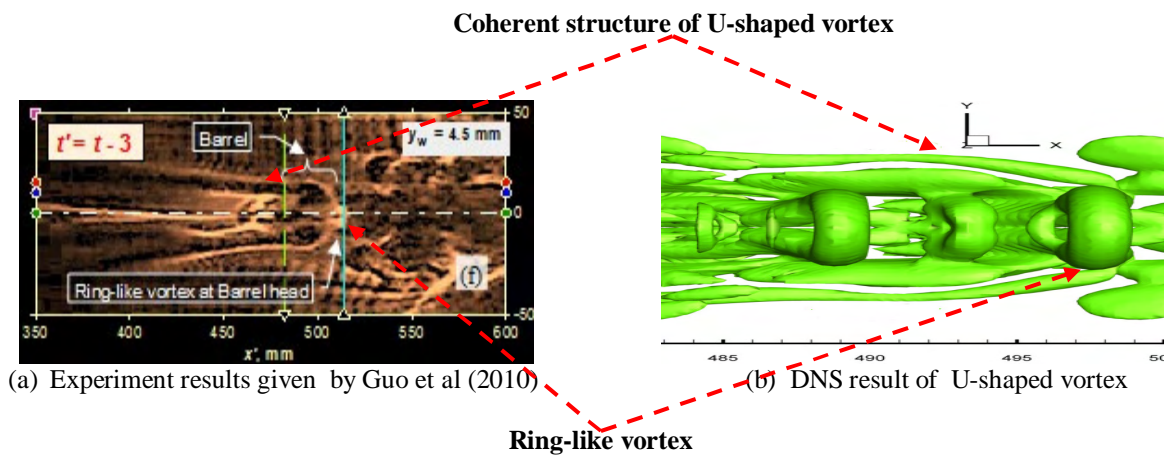 Coherent structure of U-shaped vortex
t' = t - 3
Barrel
y_w = 4.5 mm
50
0
-50
Ring-like vortex at Barrel head
(f)
350 400 450 500 550 600
x', mm
Y
Z
X
485 490 495 50
(a) Experiment results given by Guo et al (2010)
(b) DNS result of U-shaped vortex
Ring-like vortex